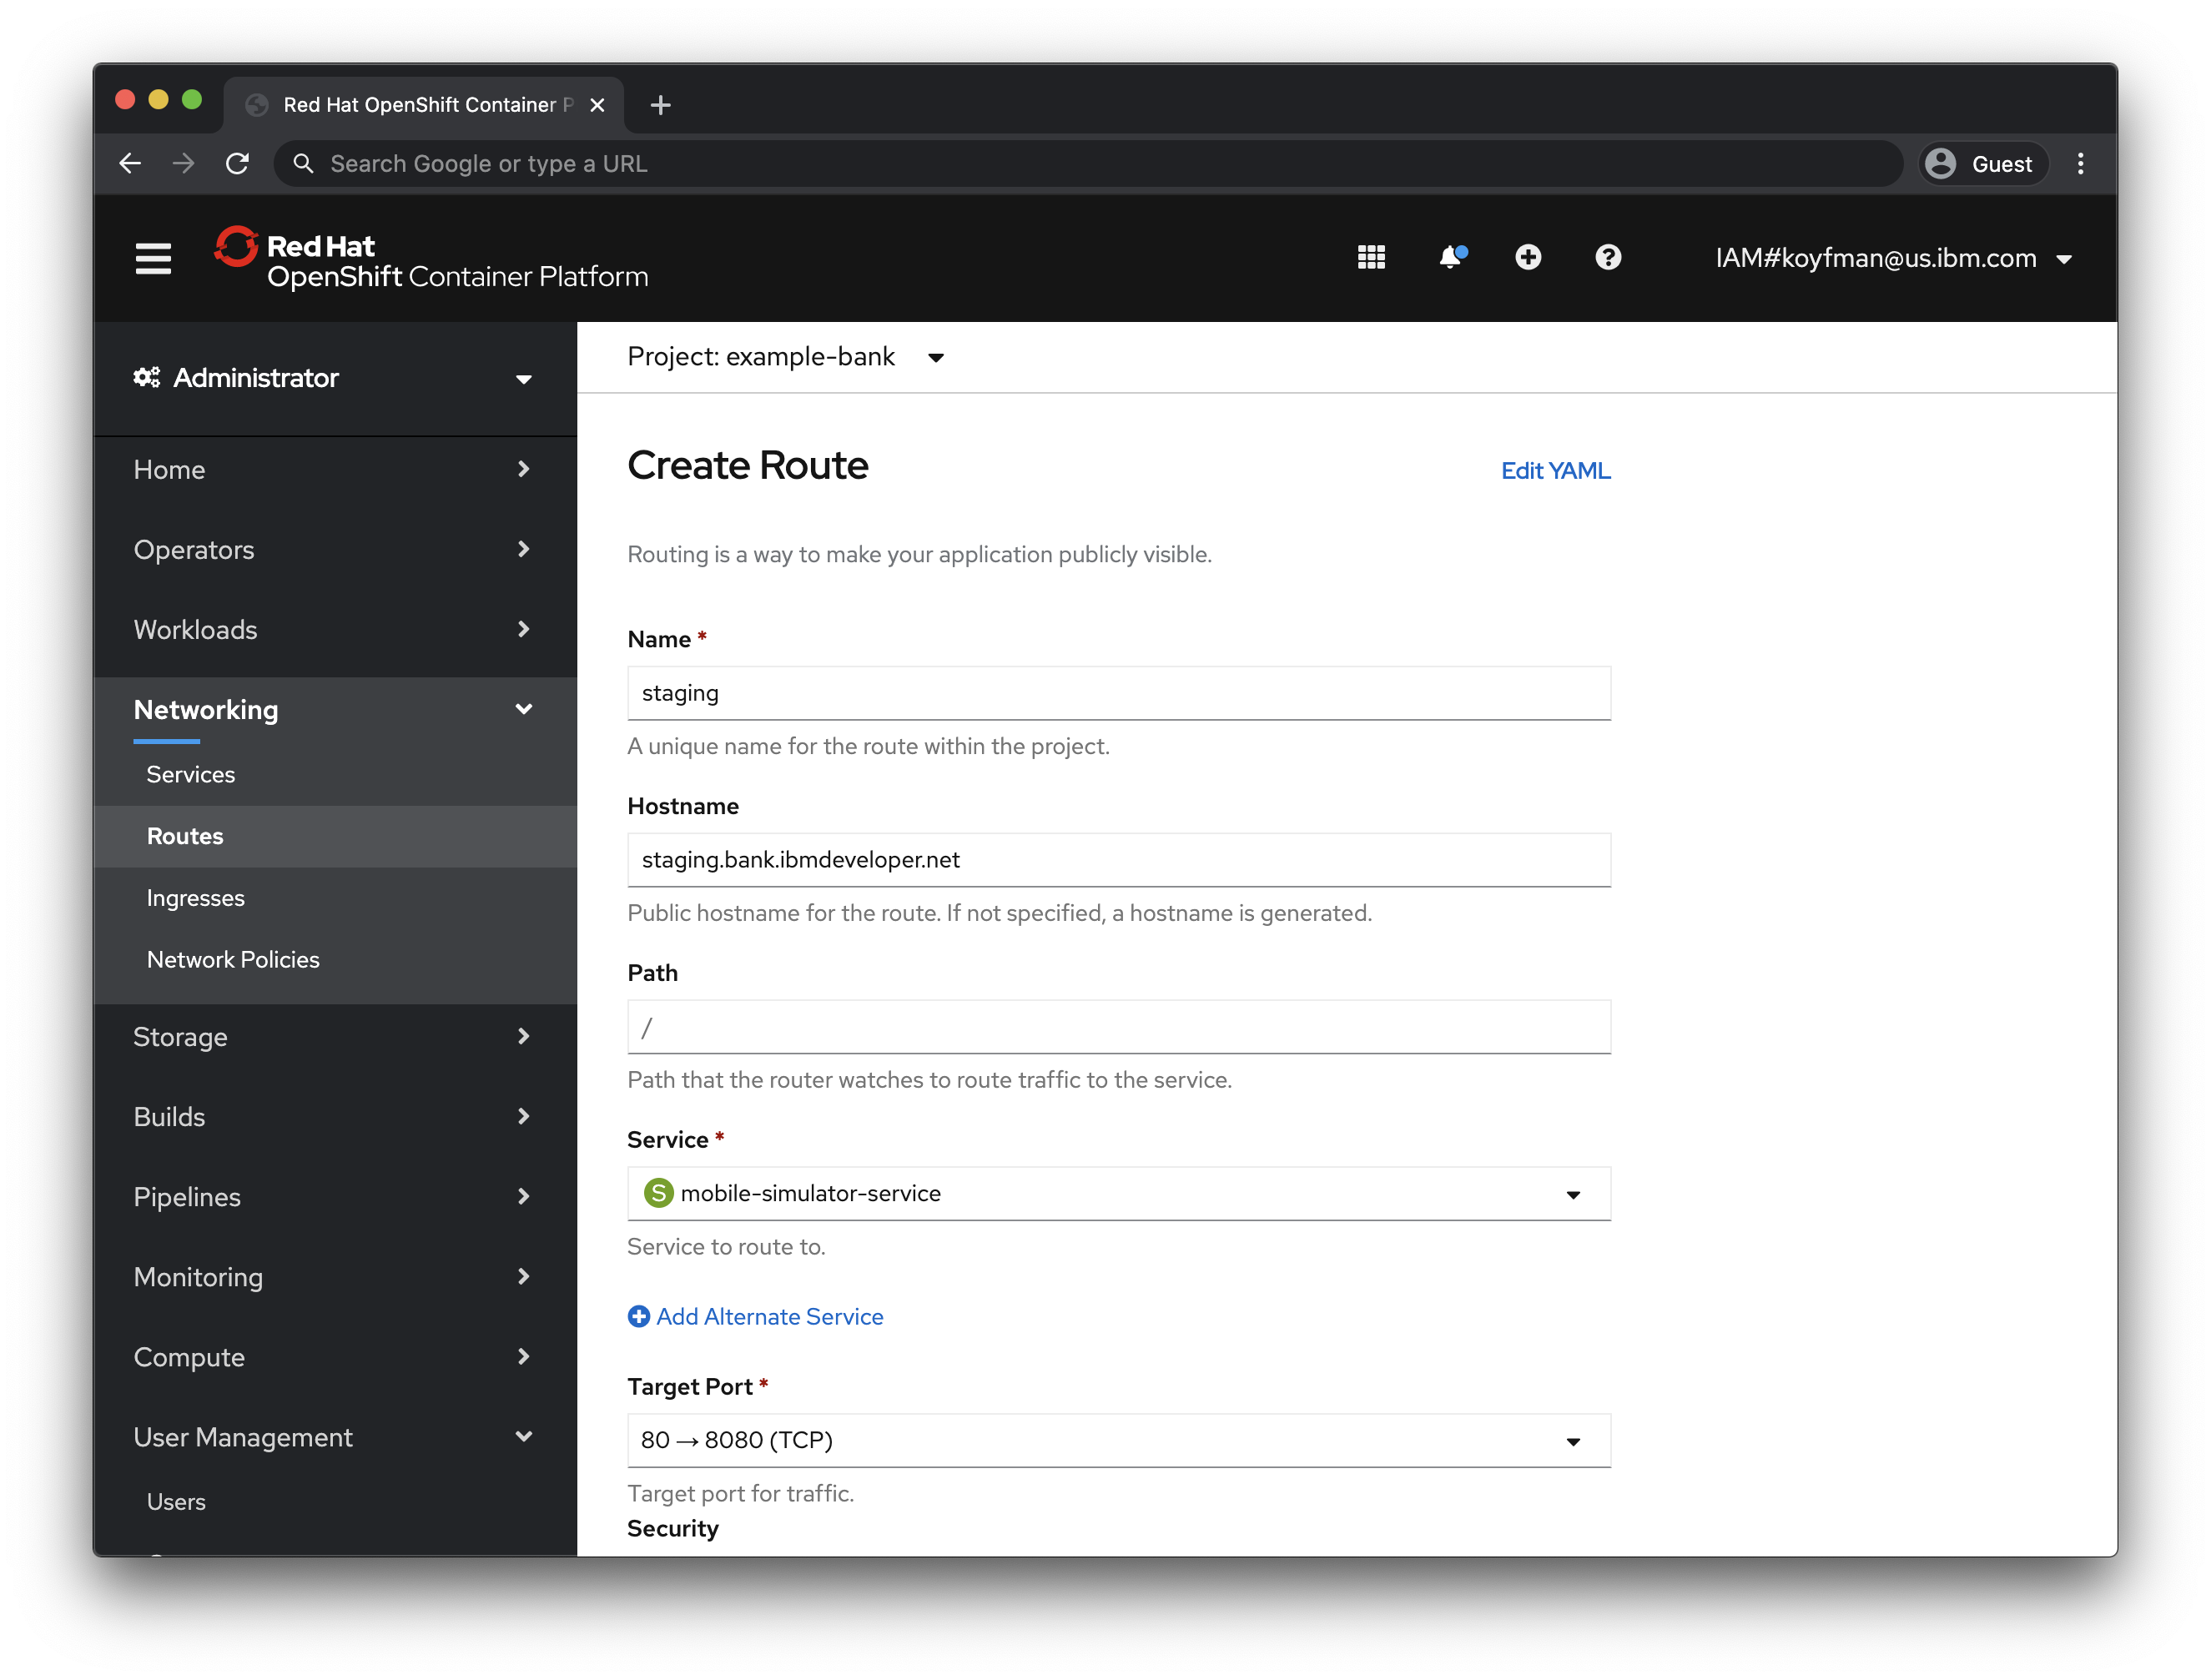 Red Hat OpenShift Container P
Search Google or type a URL
Guest
Red Hat
OpenShift Container Platform
IAM#koyfman@us.ibm.com
Administrator
Home
Operators
Workloads
Networking
Services
Routes
Ingresses
Network Policies
Storage
Builds
Pipelines
Monitoring
Compute
User Management
Users
Project: example-bank
Create Route
Edit YAML
Routing is a way to make your application publicly visible.
Name *
staging
A unique name for the route within the project.
Hostname
staging.bank.ibmdeveloper.net
Public hostname for the route. If not specified, a hostname is generated.
Path
/
Path that the router watches to route traffic to the service.
Service *
S mobile-simulator-service
Service to route to.
Add Alternate Service
Target Port *
80 → 8080 (TCP)
Target port for traffic.
Security